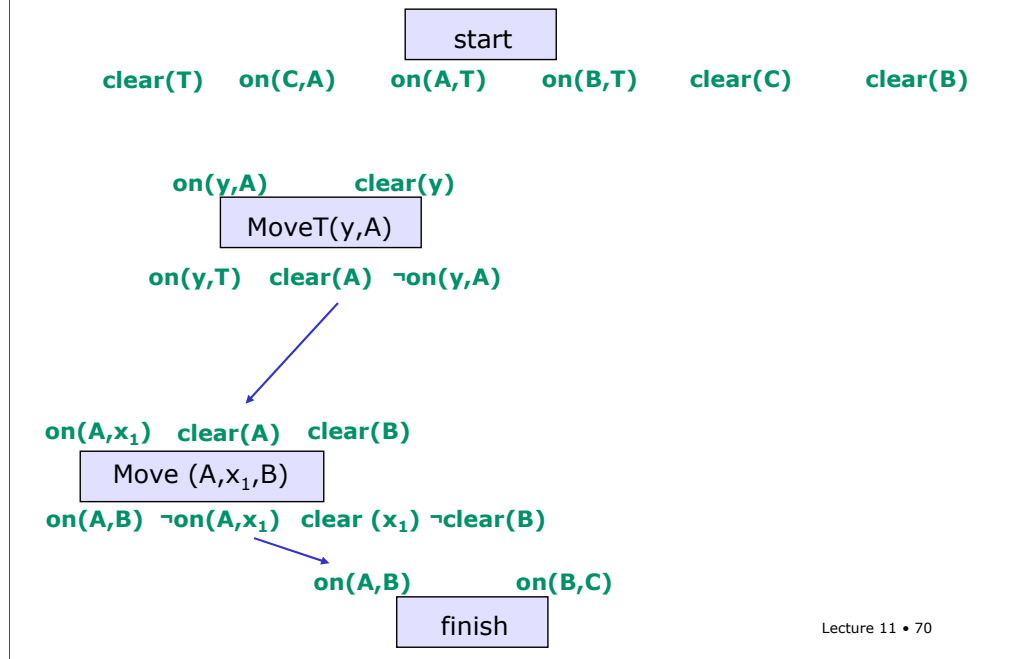 start
clear(T) on(C,A) on(A,T) on(B,T) clear(C) clear(B)
on(y,A) clear(y)
MoveT(y,A)
on(y,T) clear(A) ¬on(y,A)
on(A,x₁) clear(A) clear(B)
Move (A,x₁,B)
on(A,B) ¬on(A,x₁) clear (x₁) ¬clear(B)
on(A,B) on(B,C)
finish
Lecture 11 • 70